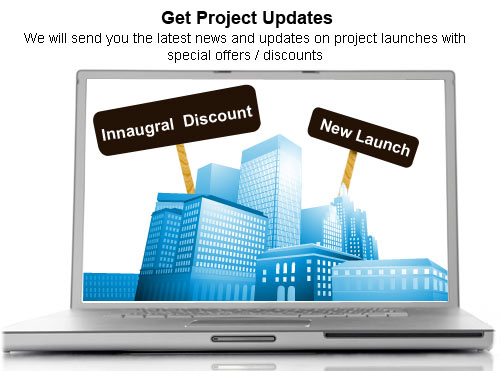 Get Project Updates
We will send you the latest news and updates on project launches with
special offers / discounts
Innaugral Discount
New Launch